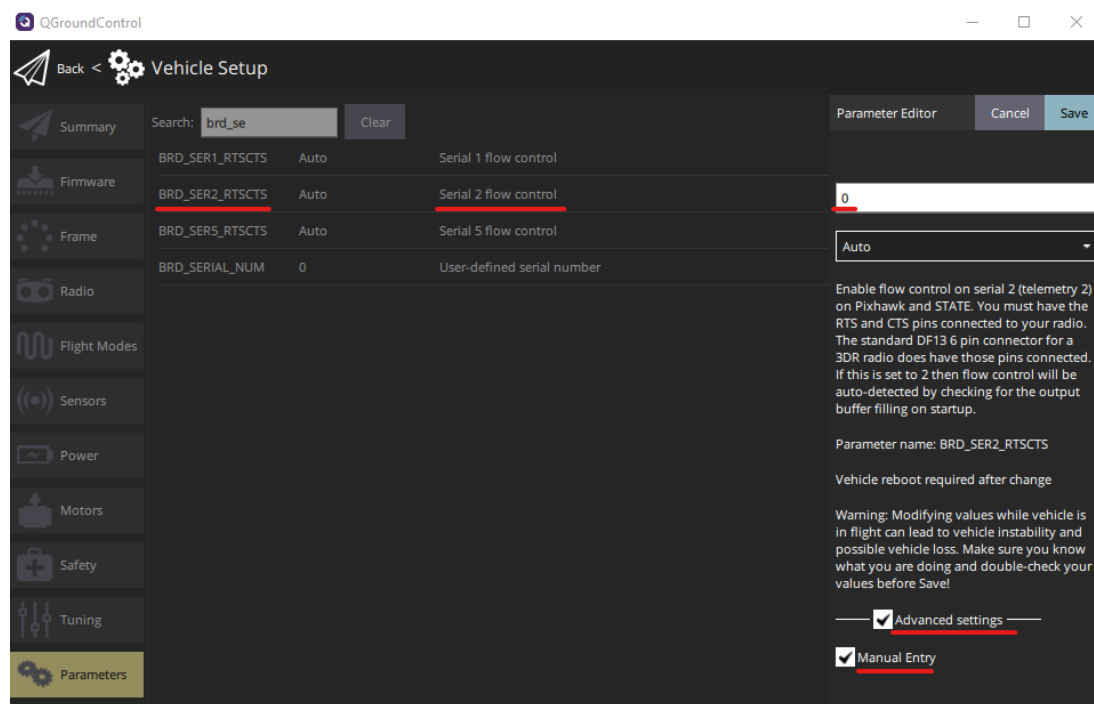 QGroundControl
Back < Vehicle Setup
Summary
Firmware
Frame
Radio
Flight Modes
Sensors
Power
Motors
Safety
Tuning
Parameters
Search: brd_se Clear
BRD_SER1_RTSCTS Auto Serial 1 flow control
BRD_SER2_RTSCTS Auto Serial 2 flow control
BRD_SER5_RTSCTS Auto Serial 5 flow control
BRD_SERIAL_NUM 0 User-defined serial number
Parameter Editor Cancel Save
0
Auto
Enable flow control on serial 2 (telemetry 2)
on Pixhawk and STATE. You must have the
RTS and CTS pins connected to your radio.
The standard DF13 6 pin connector for a
3DR radio does have those pins connected.
If this is set to 2 then flow control will be
auto-detected by checking for the output
buffer filling on startup.
Parameter name: BRD_SER2_RTSCTS
Vehicle reboot required after change
Warning: Modifying values while vehicle is
in flight can lead to vehicle instability and
possible vehicle loss. Make sure you know
what you are doing and double-check your
values before Save!
Advanced settings
Manual Entry